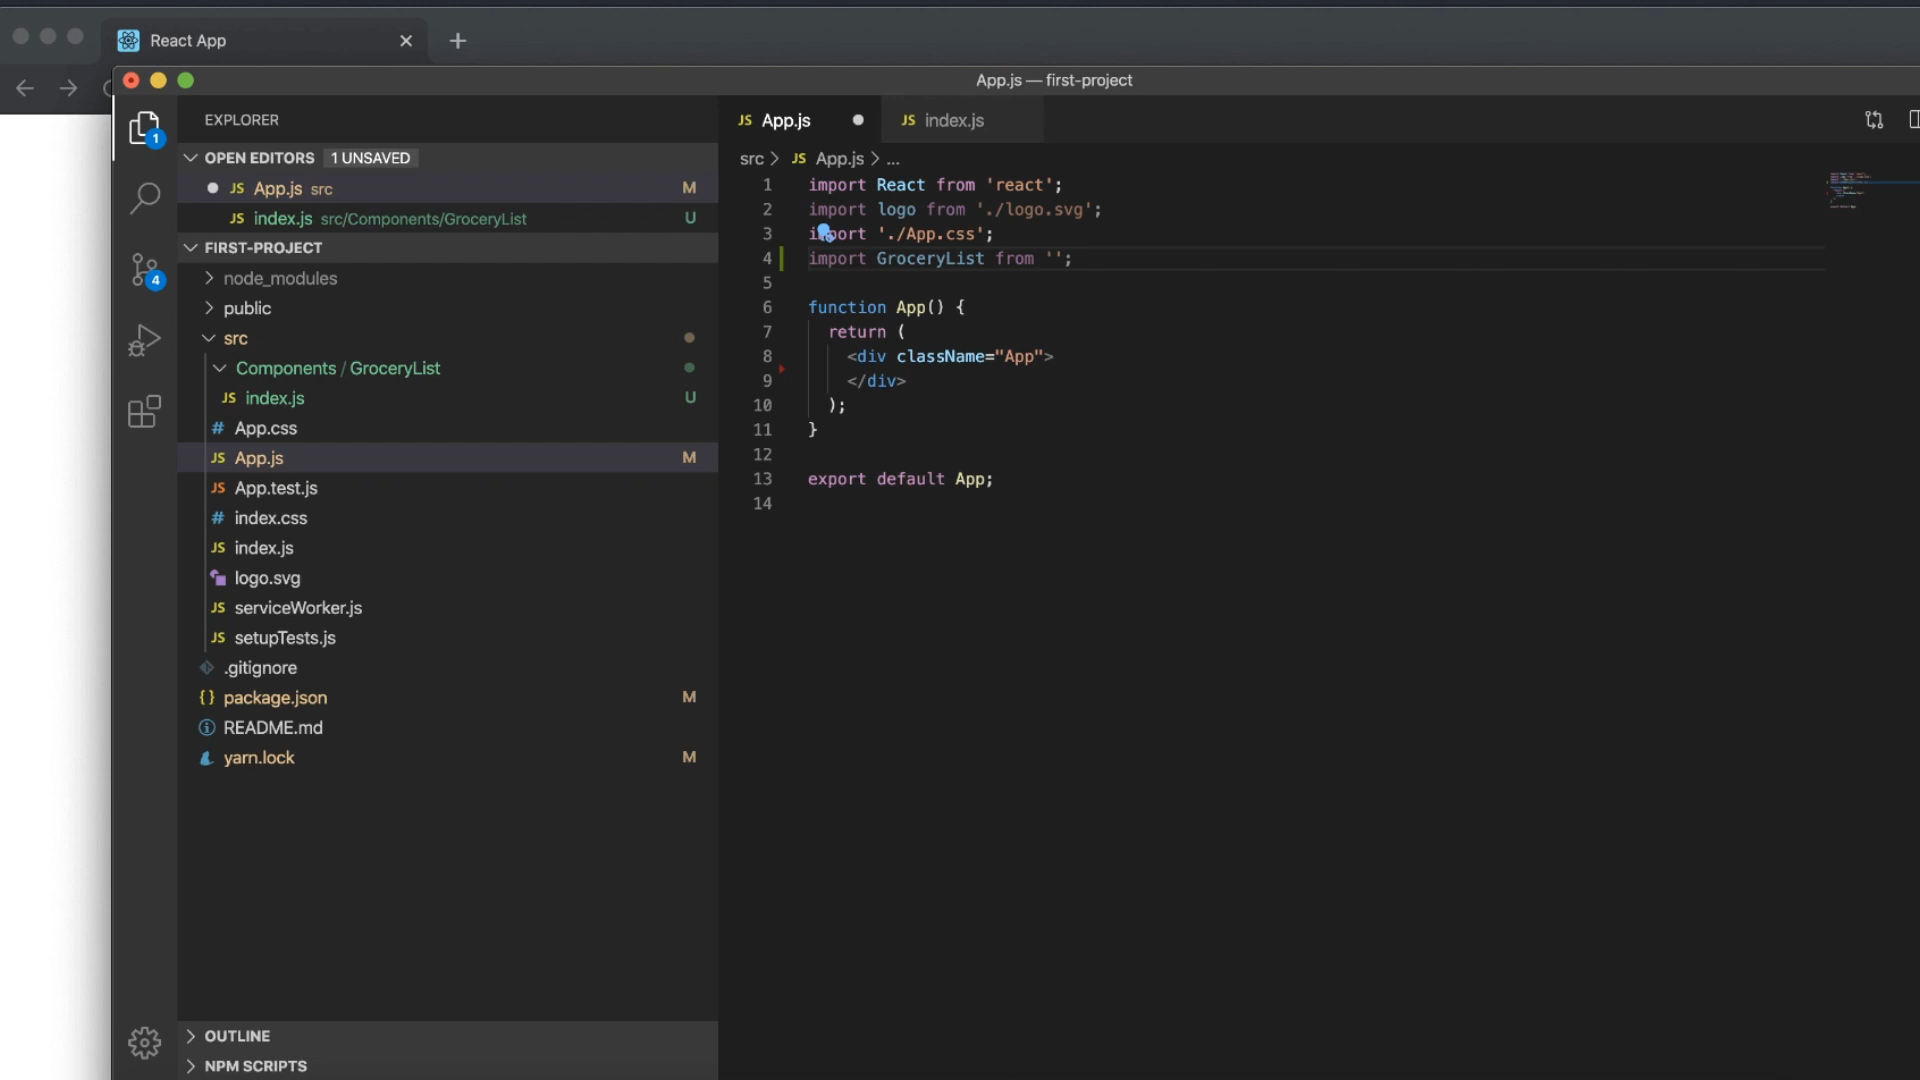 React App
App.js — first-project
EXPLORER
OPEN EDITORS 1 UNSAVED
JS App.js src M
JS index.js src/Components/GroceryList U
FIRST-PROJECT
node_modules
public
src
Components / GroceryList
JS index.js U
# App.css
JS App.js M
JS App.test.js
# index.css
JS index.js
logo.svg
JS serviceWorker.js
JS setupTests.js
.gitignore
{} package.json M
README.md
yarn.lock M
OUTLINE
NPM SCRIPTS
1
4
JS App.js
JS index.js
src > JS App.js > ...
1 import React from 'react';
2 import logo from './logo.svg';
3 import './App.css';
4 import GroceryList from '';
5
6 function App() {
7 return (
8 <div className="App">
9 </div>
10 );
11 }
12
13 export default App;
14